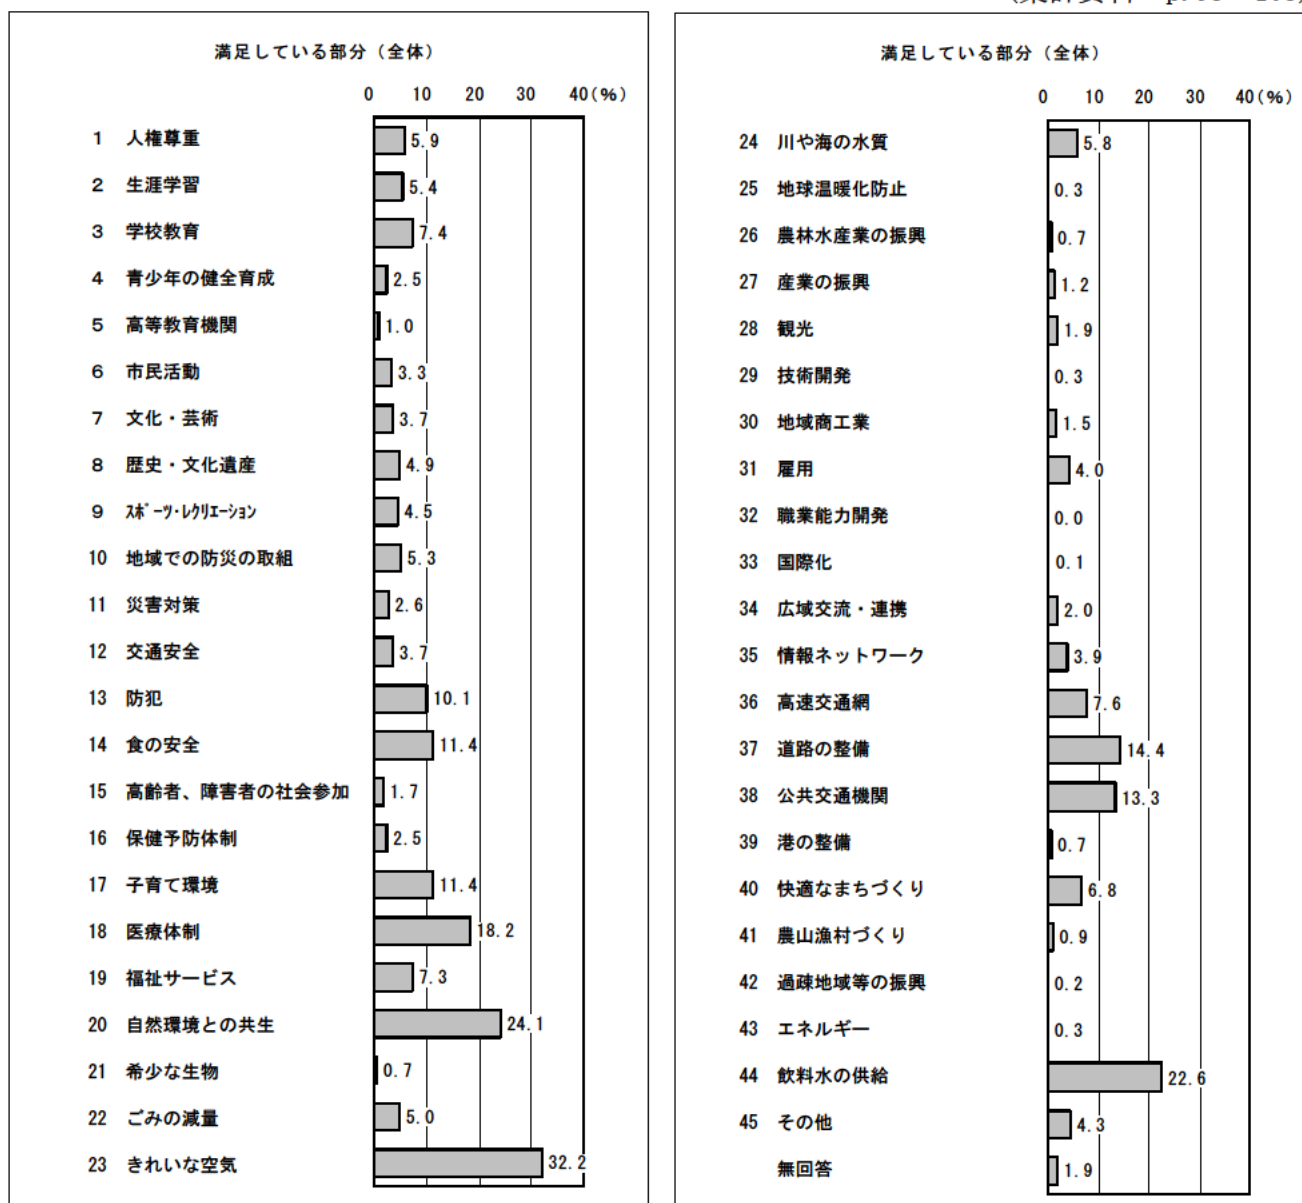 満足している部分（全体）
0 10 20 30 40(%)
1 人権尊重 5.9
2 生涯学習 5.4
3 学校教育 7.4
4 青少年の健全育成 2.5
5 高等教育機関 1.0
6 市民活動 3.3
7 文化・芸術 3.7
8 歴史・文化遺産 4.9
9 ｽﾎﾟｰﾂ･ﾚｸﾘｴｰｼｮﾝ 4.5
10 地域での防災の取組 5.3
11 災害対策 2.6
12 交通安全 3.7
13 防犯 10.1
14 食の安全 11.4
15 高齢者、障害者の社会参加 1.7
16 保健予防体制 2.5
17 子育て環境 11.4
18 医療体制 18.2
19 福祉サービス 7.3
20 自然環境との共生 24.1
21 希少な生物 0.7
22 ごみの減量 5.0
23 きれいな空気 32.2
満足している部分（全体）
0 10 20 30 40(%)
24 川や海の水質 5.8
25 地球温暖化防止 0.3
26 農林水産業の振興 0.7
27 産業の振興 1.2
28 観光 1.9
29 技術開発 0.3
30 地域商工業 1.5
31 雇用 4.0
32 職業能力開発 0.0
33 国際化 0.1
34 広域交流・連携 2.0
35 情報ネットワーク 3.9
36 高速交通網 7.6
37 道路の整備 14.4
38 公共交通機関 13.3
39 港の整備 0.7
40 快適なまちづくり 6.8
41 農山漁村づくり 0.9
42 過疎地域等の振興 0.2
43 エネルギー 0.3
44 飲料水の供給 22.6
45 その他 4.3
無回答 1.9